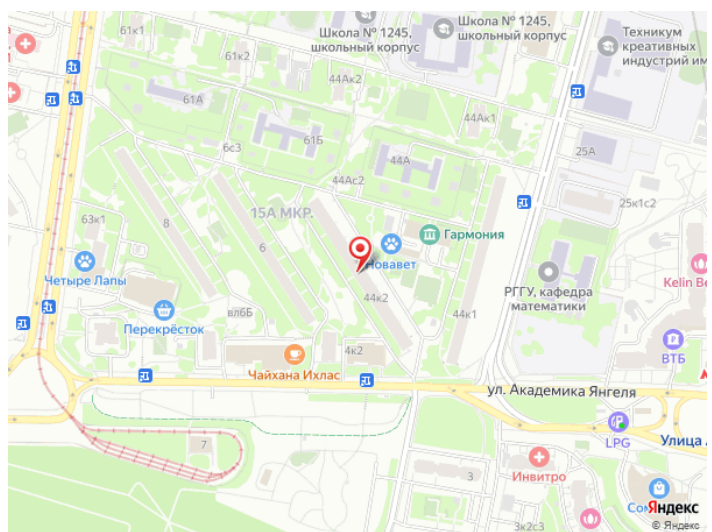 Школа № 1245,
школьный корпус
Школа № 1245,
школьный корпус
Техникум
креативных
индустрий им
61к1
61к2
44Ак2
61А
44Ак1
61Б
6с3
44А
25А
44Ас2
25к1с2
63к1
8
15А МКР.
6
Гармония
Новавет
Четыре Лапы
44к2
РГГУ, кафедра
математики
Kelin Be
вл6Б
Перекрёсток
44к1
4к2
ВТБ
Чайхана Ихлас
ул. Академика Янгеля
7
LPG
Улица А
Инвитро
3
Сом
3к2с3
Яндекс
© Яндекс